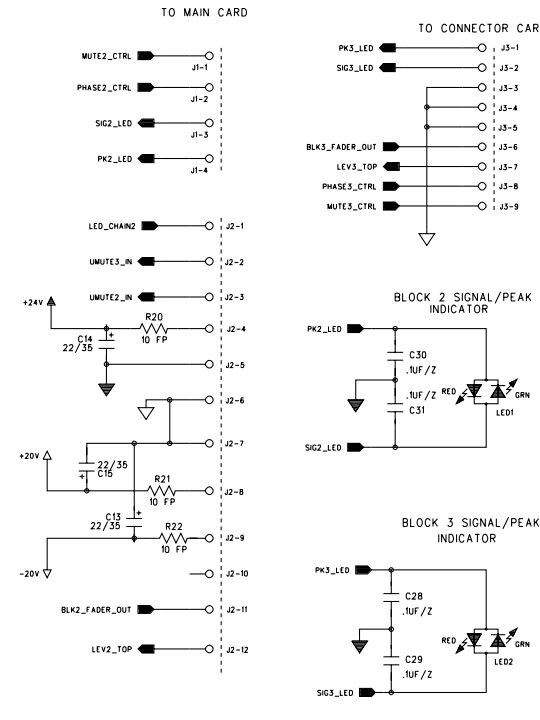 TO MAIN CARD
MUTE2_CTRL
J1-1
PHASE2_CTRL
J1-2
SIG2_LED
J1-3
PK2_LED
J1-4
LED_CHAIN2
J2-1
UMUTE3_IN
J2-2
UMUTE2_IN
J2-3
+24V
R20
10 FP
J2-4
C14
22/35
+
J2-5
J2-6
J2-7
+20V
22/35
C15
+
R21
10 FP
J2-8
C13
22/35
+
R22
10 FP
J2-9
-20V
J2-10
BLK2_FADER_OUT
J2-11
LEV2_TOP
J2-12
TO CONNECTOR CAR
PK3_LED
J3-1
SIG3_LED
J3-2
J3-3
J3-4
J3-5
BLK3_FADER_OUT
J3-6
LEV3_TOP
J3-7
PHASE3_CTRL
J3-8
MUTE3_CTRL
J3-9
BLOCK 2 SIGNAL/PEAK
INDICATOR
PK2_LED
C30
.1UF/Z
.1UF/Z
C31
RED
GRN
LED1
SIG2_LED
BLOCK 3 SIGNAL/PEAK
INDICATOR
PK3_LED
C28
.1UF/Z
C29
.1UF/Z
RED
GRN
LED2
SIG3_LED